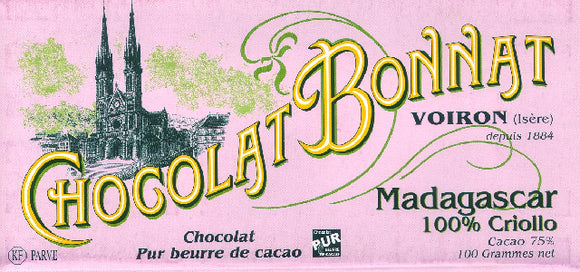 CHOCOLAT BONNAT
VOIRON (Isère)
depuis 1884
Madagascar
100% Criollo
Cacao 75%
100 Grammes net
Chocolat
Pur beurre de cacao
PUR
KF PARVE